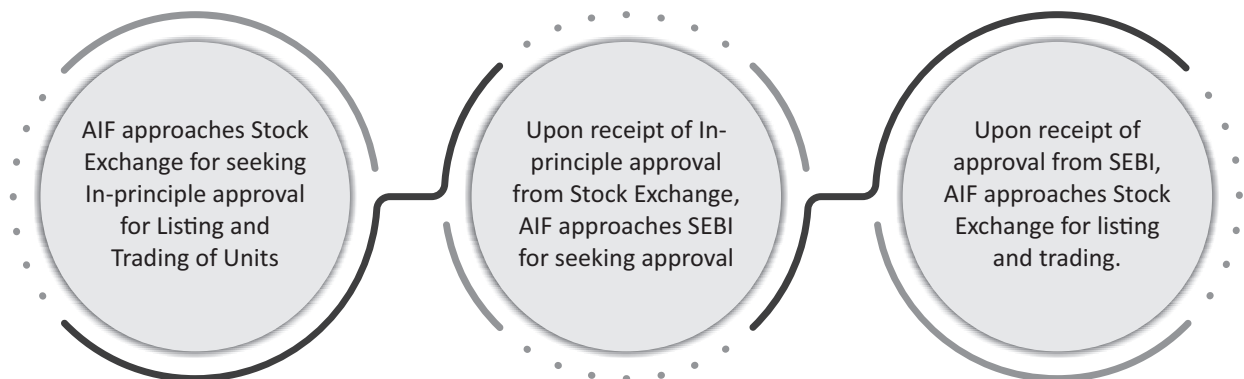 AIF approaches Stock
Exchange for seeking
In-principle approval
for Listing and
Trading of Units
Upon receipt of In-
principle approval
from Stock Exchange,
AIF approaches SEBI
for seeking approval
Upon receipt of
approval from SEBI,
AIF approaches Stock
Exchange for listing
and trading.